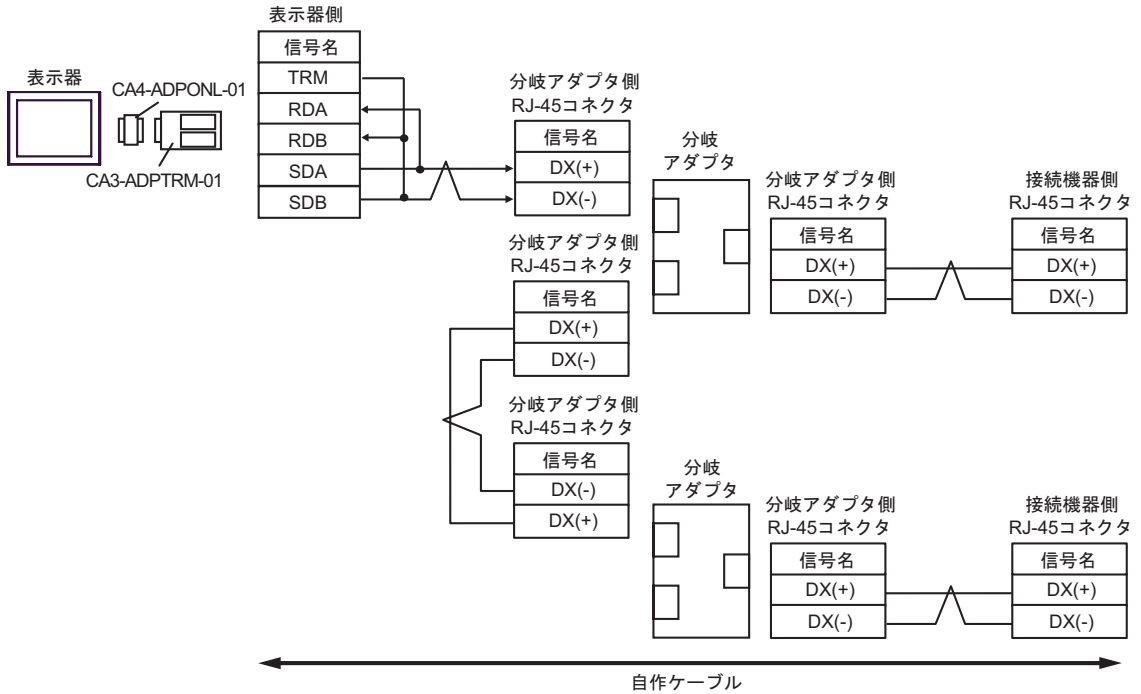 表示器
CA4-ADPONL-01
CA3-ADPTRM-01
表示器側
信号名
TRM
RDA
RDB
SDA
SDB
分岐アダプタ側
RJ-45コネクタ
信号名
DX(+)
DX(-)
分岐
アダプタ
分岐アダプタ側
RJ-45コネクタ
信号名
DX(+)
DX(-)
接続機器側
RJ-45コネクタ
信号名
DX(+)
DX(-)
分岐アダプタ側
RJ-45コネクタ
信号名
DX(+)
DX(-)
分岐アダプタ側
RJ-45コネクタ
信号名
DX(-)
DX(+)
分岐
アダプタ
分岐アダプタ側
RJ-45コネクタ
信号名
DX(+)
DX(-)
接続機器側
RJ-45コネクタ
信号名
DX(+)
DX(-)
自作ケーブル